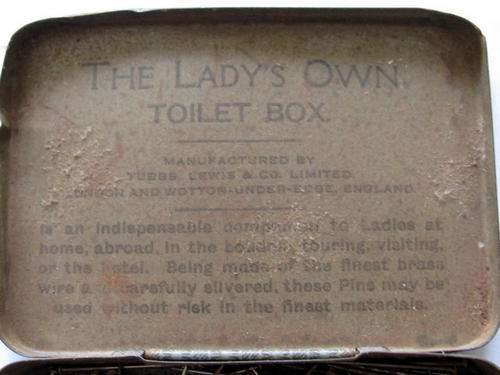 THE LADY'S OWN.
TOILET BOX.
MANUFACTURED BY
TUBBS, LEWIS & CO. LIMITED.
LONDON AND WOTTON-UNDER-EDGE, ENGLAND
Is an indispensable companion to Ladies at
home, abroad, in the boudoir, touring, visiting,
or the hotel. Being made of the finest brass
wire and carefully silvered, these Pins may be
used without risk in the finest materials.